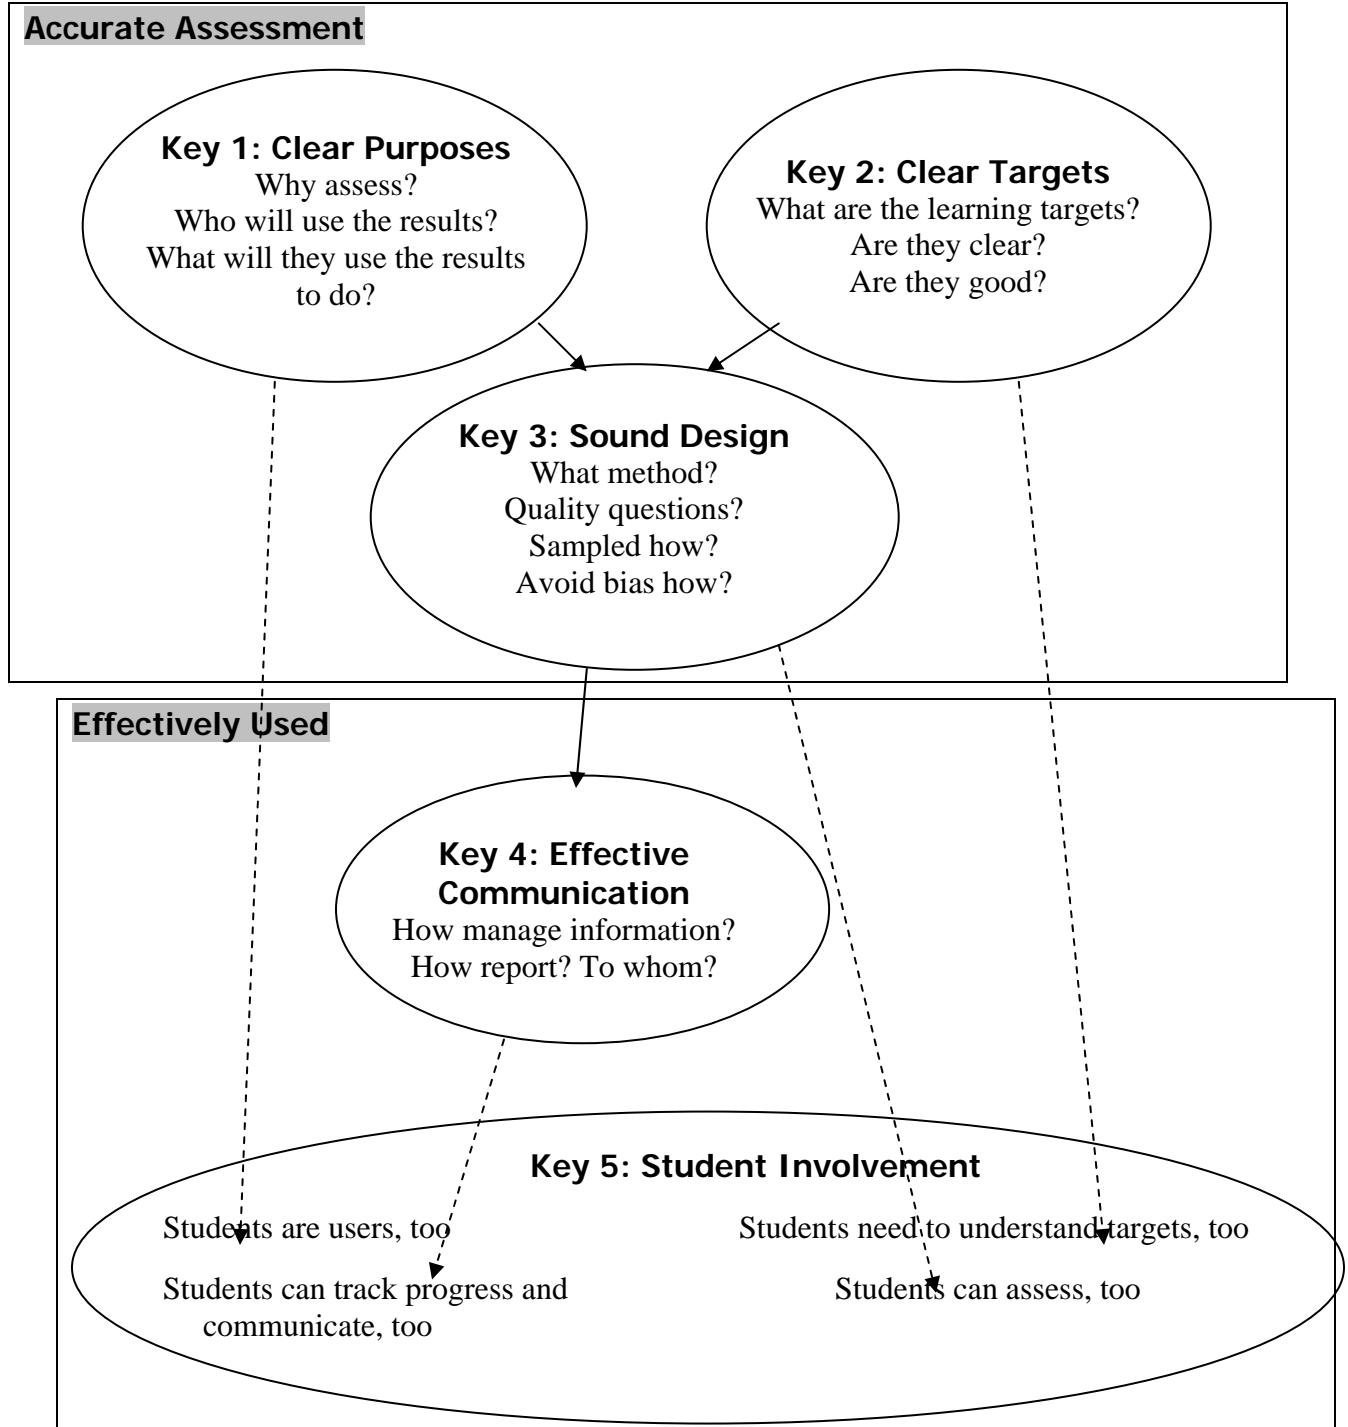 Accurate Assessment
Key 1: Clear Purposes
Why assess?
Who will use the results?
What will they use the results
to do?
Key 2: Clear Targets
What are the learning targets?
Are they clear?
Are they good?
Key 3: Sound Design
What method?
Quality questions?
Sampled how?
Avoid bias how?
Effectively Used
Key 4: Effective
Communication
How manage information?
How report? To whom?
Key 5: Student Involvement
Students are users, too
Students need to understand targets, too
Students can track progress and
communicate, too
Students can assess, too